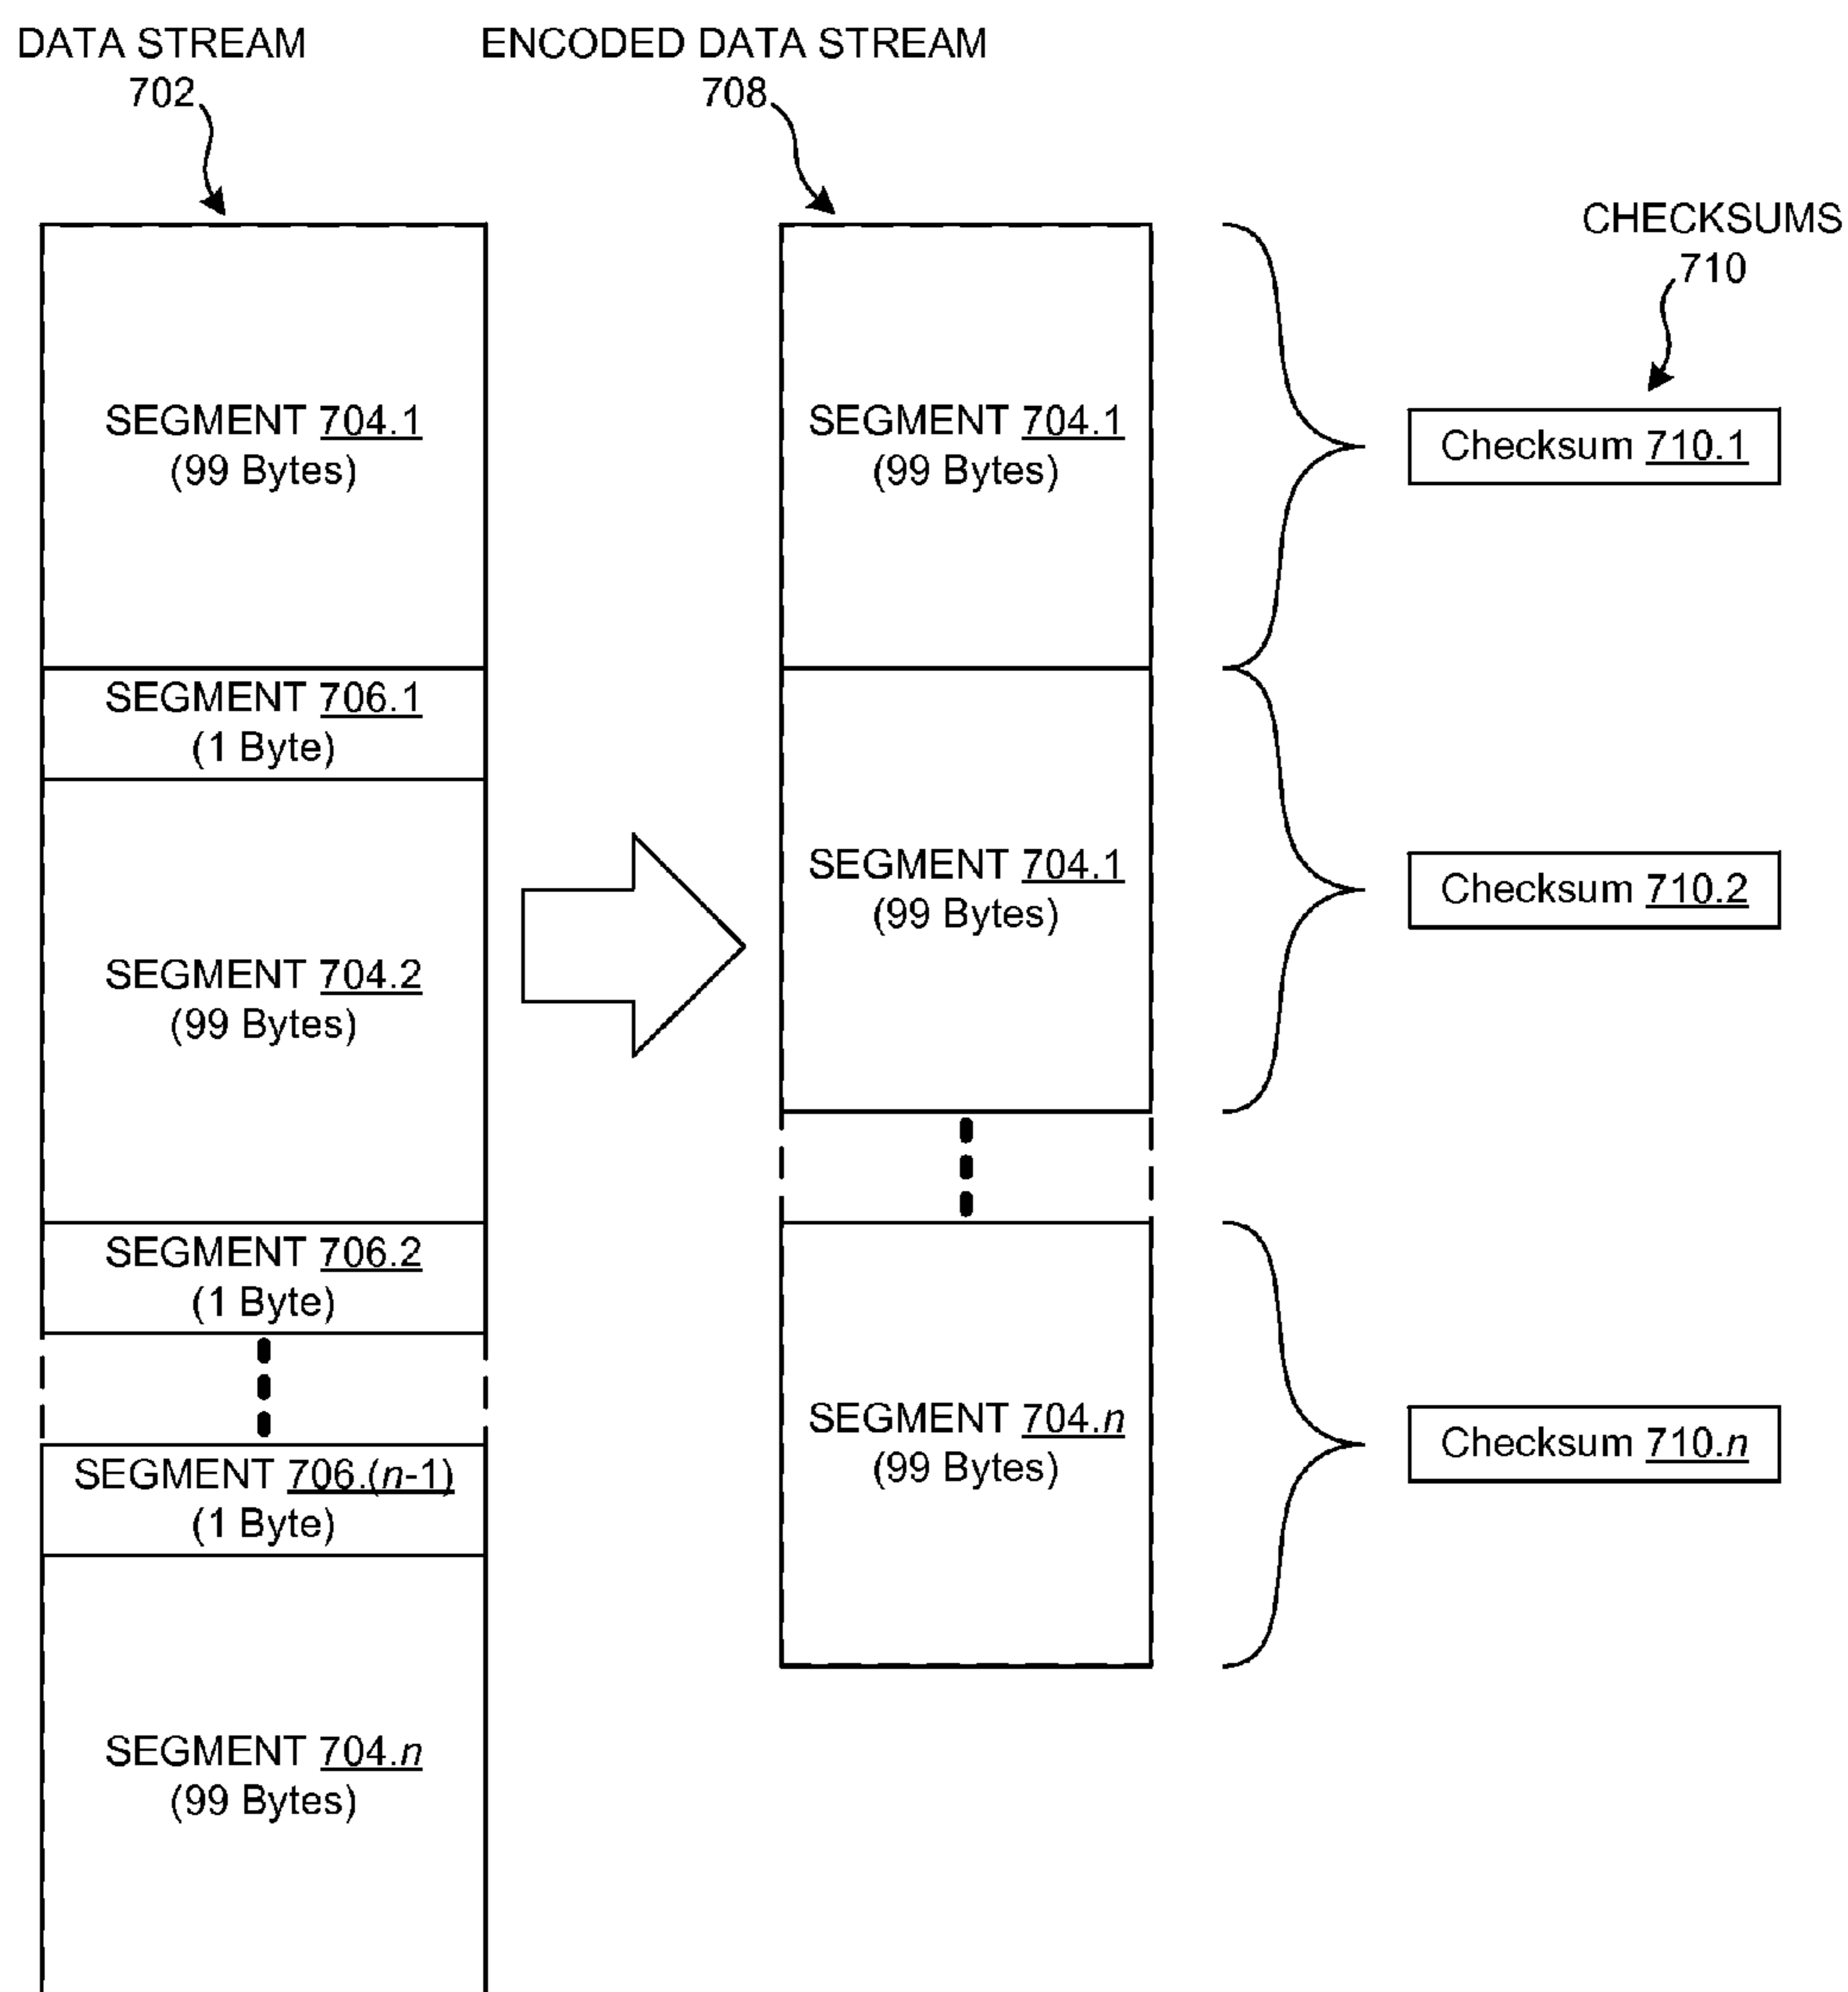 DATA STREAM
702
SEGMENT 704.1
(99 Bytes)
SEGMENT 706.1
(1 Byte)
SEGMENT 704.2
(99 Bytes)
SEGMENT 706.2
(1 Byte)
SEGMENT 706.(n-1)
(1 Byte)
SEGMENT 704.n
(99 Bytes)
ENCODED DATA STREAM
708
SEGMENT 704.1
(99 Bytes)
SEGMENT 704.1
(99 Bytes)
SEGMENT 704.n
(99 Bytes)
CHECKSUMS
710
Checksum 710.1
Checksum 710.2
Checksum 710.n